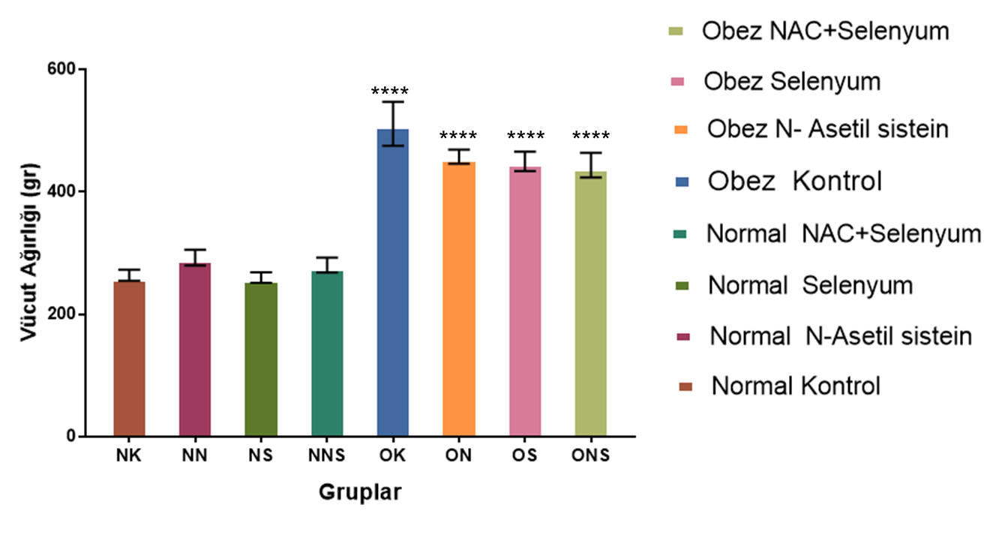 Obez NAC+Selenyum
Obez Selenyum
Obez N- Asetil sistein
Obez Kontrol
Normal NAC+Selenyum
Normal Selenyum
Normal N-Asetil sistein
Normal Kontrol
Vücut Ağırlığı (gr)
600
400
200
0
****
****
****
****
NK NN NS NNS OK ON OS ONS
Gruplar